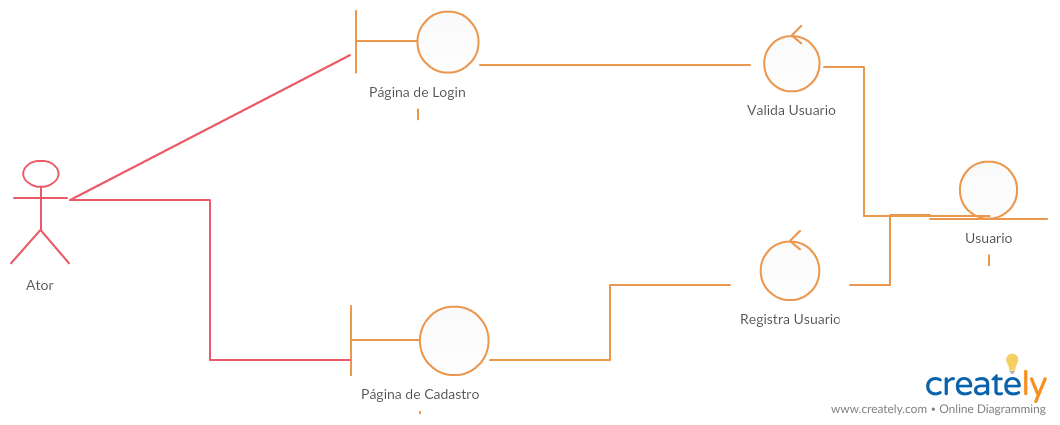 Página de Login
Valida Usuario
Usuario
Ator
Registra Usuario
Página de Cadastro
creately
www.creately.com • Online Diagramming